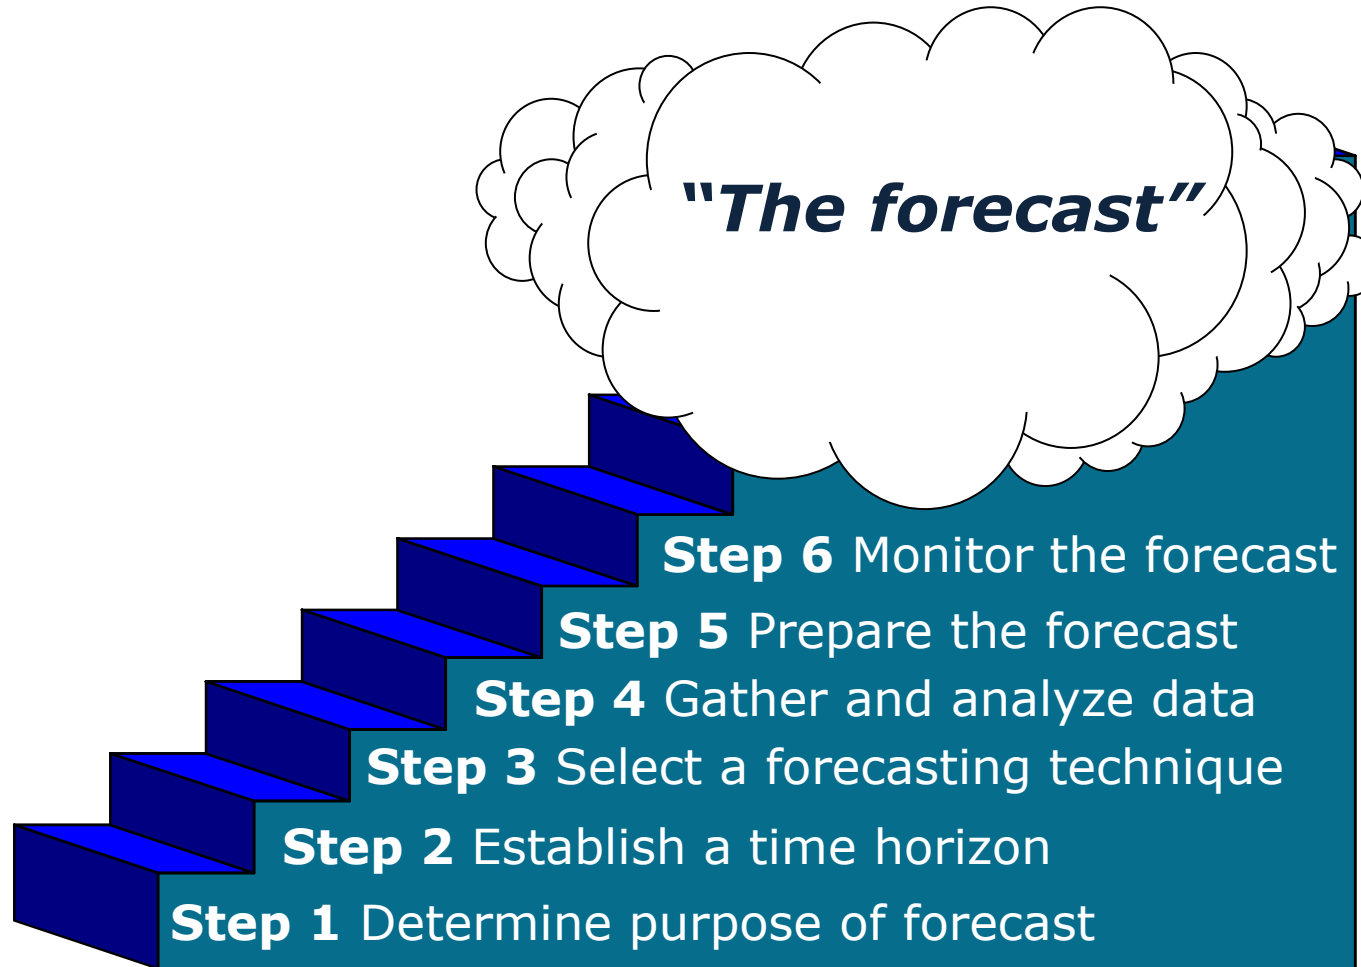 “The forecast”
Step 6 Monitor the forecast
Step 5 Prepare the forecast
Step 4 Gather and analyze data
Step 3 Select a forecasting technique
Step 2 Establish a time horizon
Step 1 Determine purpose of forecast